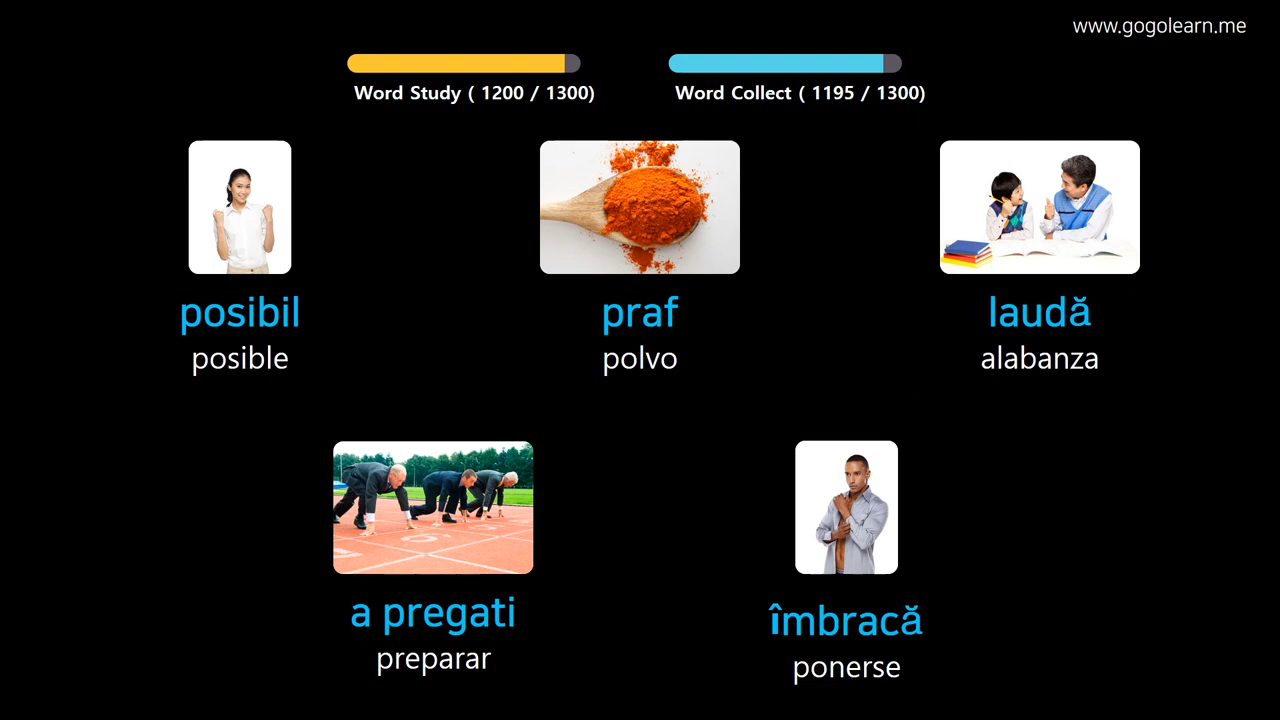 www.gogolearn.me
Word Study ( 1200 / 1300)
Word Collect ( 1195 / 1300)
posibil
posible
praf
polvo
laudă
alabanza
a pregati
preparar
îmbracă
ponerse